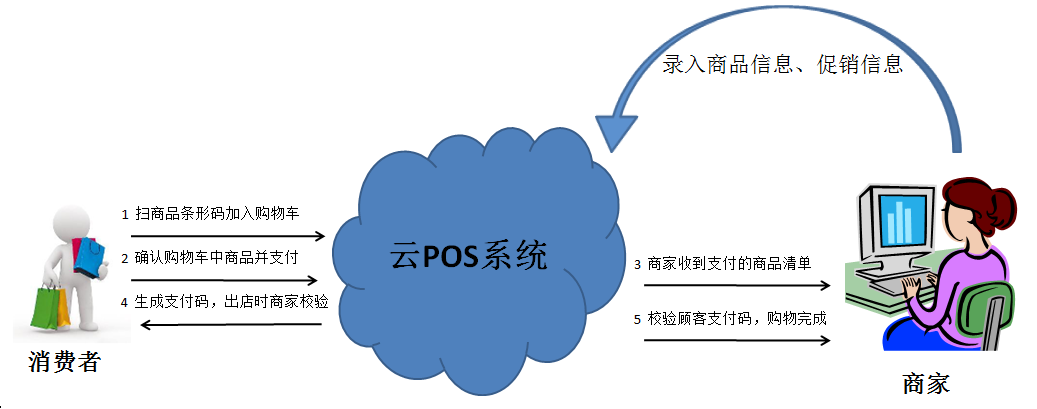 录入商品信息、促销信息
1 扫商品条形码加入购物车
2 确认购物车中商品并支付
4 生成支付码，出店时商家校验
云POS系统
3 商家收到支付的商品清单
5 校验顾客支付码，购物完成
消费者
商家